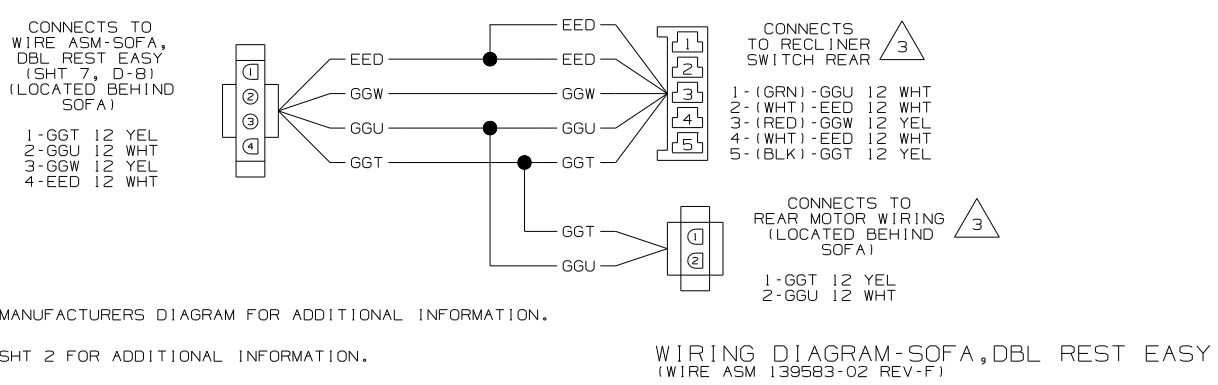 CONNECTS TO
WIRE ASM-SOFA,
DBL REST EASY
(SHT 7, D-8)
(LOCATED BEHIND
SOFA)
1-GGT 12 YEL
2-GGU 12 WHT
3-GGW 12 YEL
4-EED 12 WHT
1
2
3
4
EED
GGW
GGU
GGT
EED
EED
GGW
GGU
GGT
1
2
3
4
5
CONNECTS
TO RECLINER
SWITCH REAR
3
1-(GRN)-GGU 12 WHT
2-(WHT)-EED 12 WHT
3-(RED)-GGW 12 YEL
4-(WHT)-EED 12 WHT
5-(BLK)-GGT 12 YEL
GGT
GGU
1
2
CONNECTS TO
REAR MOTOR WIRING
(LOCATED BEHIND
SOFA)
3
1-GGT 12 YEL
2-GGU 12 WHT
MANUFACTURERS DIAGRAM FOR ADDITIONAL INFORMATION.
SHT 2 FOR ADDITIONAL INFORMATION.
WIRING DIAGRAM-SOFA,DBL REST EASY
(WIRE ASM 139583-02 REV-F)